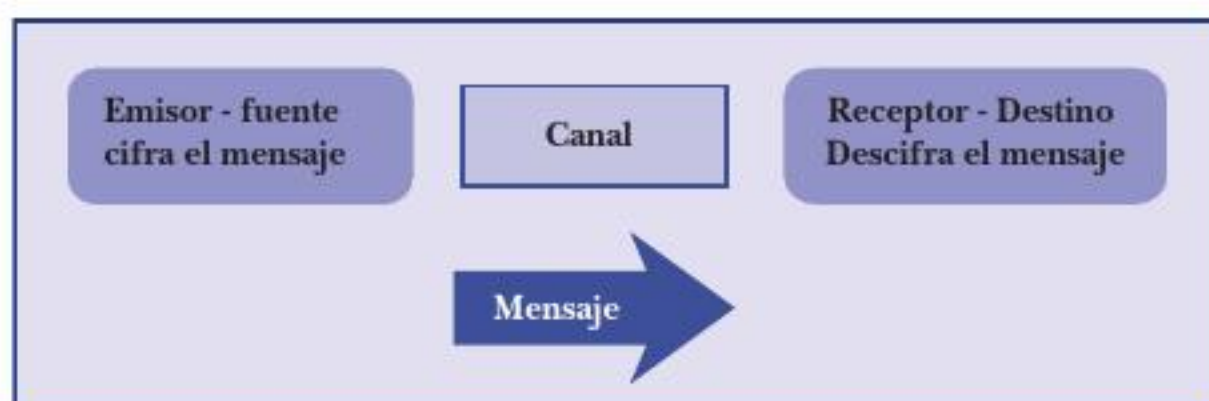 Emisor - fuente
cifra el mensaje
Canal
Receptor - Destino
Descifra el mensaje
Mensaje